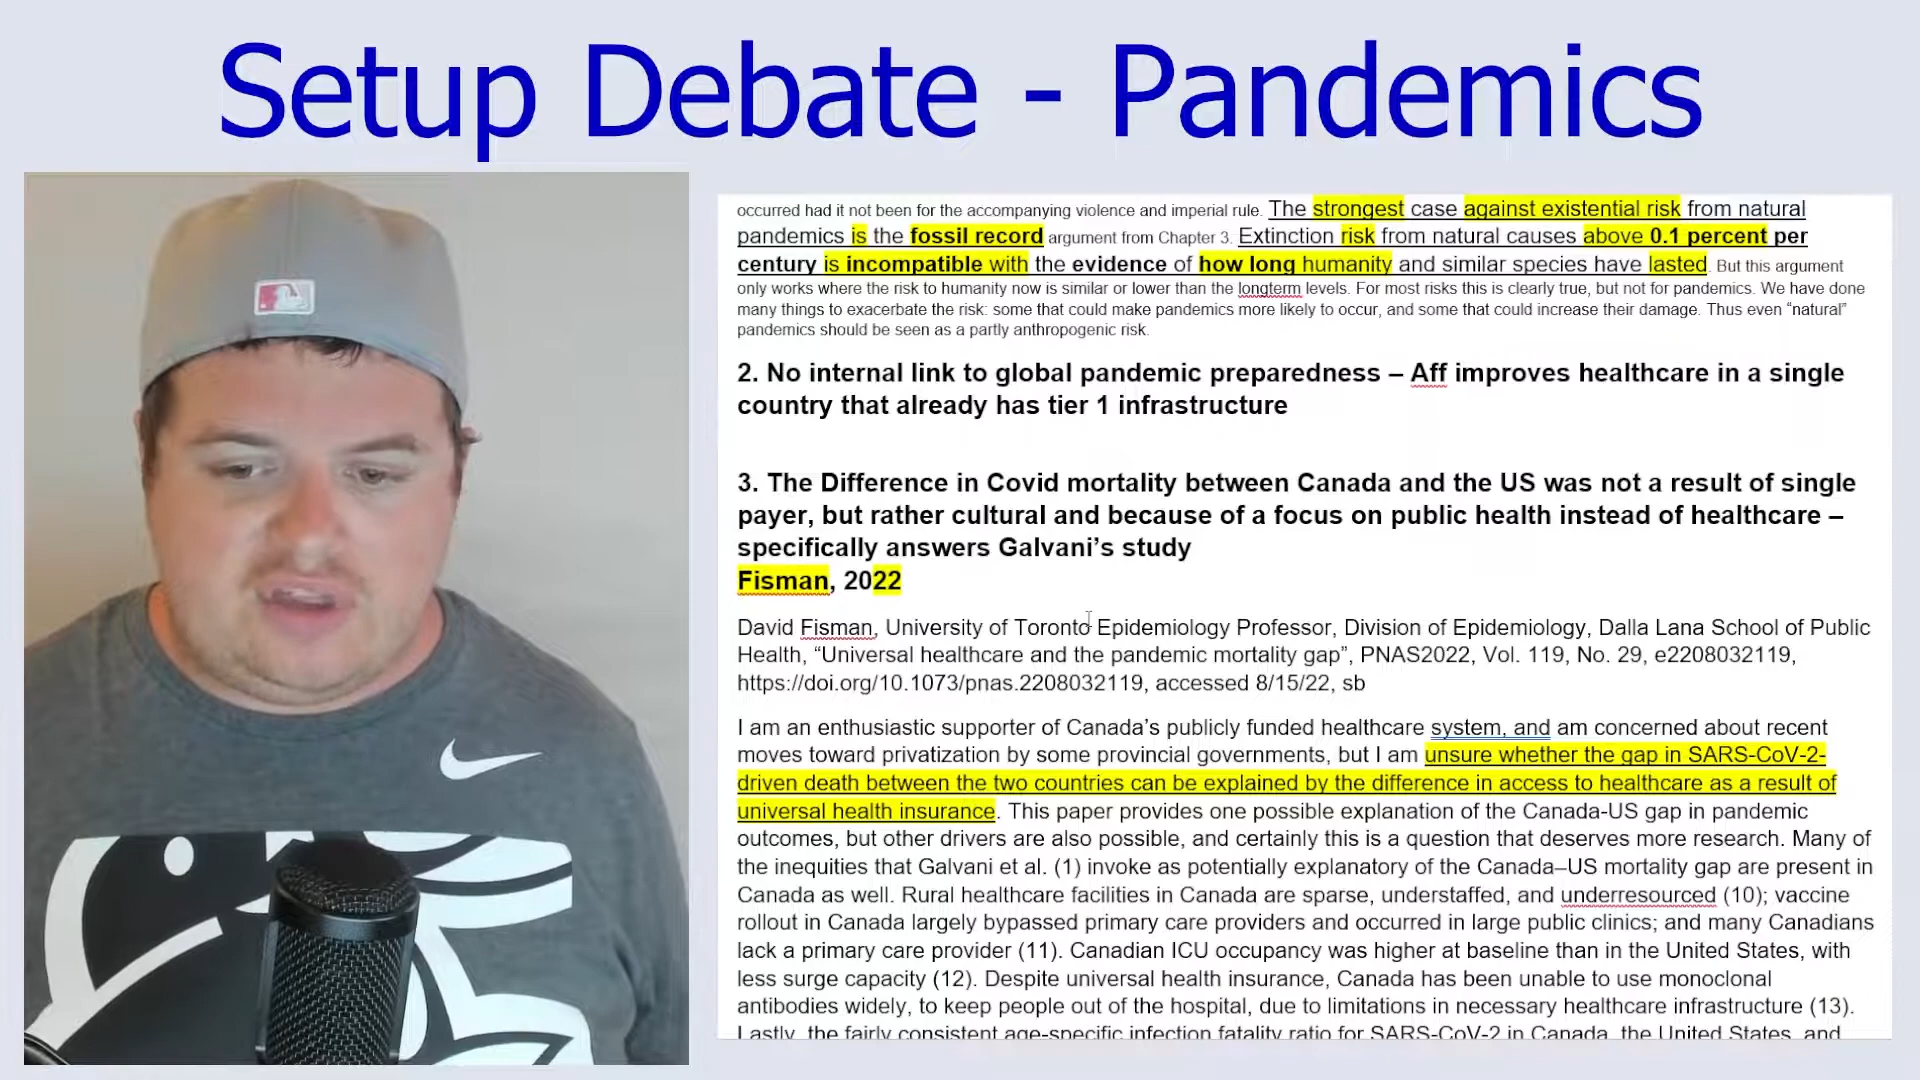 Setup Debate - Pandemics
occurred had it not been for the accompanying violence and imperial rule. The strongest case against existential risk from natural
pandemics is the fossil record argument from Chapter 3. Extinction risk from natural causes above 0.1 percent per
century is incompatible with the evidence of how long humanity and similar species have lasted. But this argument
only works where the risk to humanity now is similar or lower than the longterm levels. For most risks this is clearly true, but not for pandemics. We have done
many things to exacerbate the risk: some that could make pandemics more likely to occur, and some that could increase their damage. Thus even “natural”
pandemics should be seen as a partly anthropogenic risk.
2. No internal link to global pandemic preparedness – Aff improves healthcare in a single
country that already has tier 1 infrastructure
3. The Difference in Covid mortality between Canada and the US was not a result of single
payer, but rather cultural and because of a focus on public health instead of healthcare –
specifically answers Galvani’s study
Fisman, 2022
David Fisman, University of Toronto Epidemiology Professor, Division of Epidemiology, Dalla Lana School of Public
Health, “Universal healthcare and the pandemic mortality gap”, PNAS2022, Vol. 119, No. 29, e2208032119,
https://doi.org/10.1073/pnas.2208032119, accessed 8/15/22, sb
I am an enthusiastic supporter of Canada’s publicly funded healthcare system, and am concerned about recent
moves toward privatization by some provincial governments, but I am unsure whether the gap in SARS-CoV-2-
driven death between the two countries can be explained by the difference in access to healthcare as a result of
universal health insurance. This paper provides one possible explanation of the Canada-US gap in pandemic
outcomes, but other drivers are also possible, and certainly this is a question that deserves more research. Many of
the inequities that Galvani et al. (1) invoke as potentially explanatory of the Canada–US mortality gap are present in
Canada as well. Rural healthcare facilities in Canada are sparse, understaffed, and underresourced (10); vaccine
rollout in Canada largely bypassed primary care providers and occurred in large public clinics; and many Canadians
lack a primary care provider (11). Canadian ICU occupancy was higher at baseline than in the United States, with
less surge capacity (12). Despite universal health insurance, Canada has been unable to use monoclonal
antibodies widely, to keep people out of the hospital, due to limitations in necessary healthcare infrastructure (13).
Lastly, the fairly consistent age-specific infection fatality ratio for SARS-CoV-2 in Canada, the United States, and